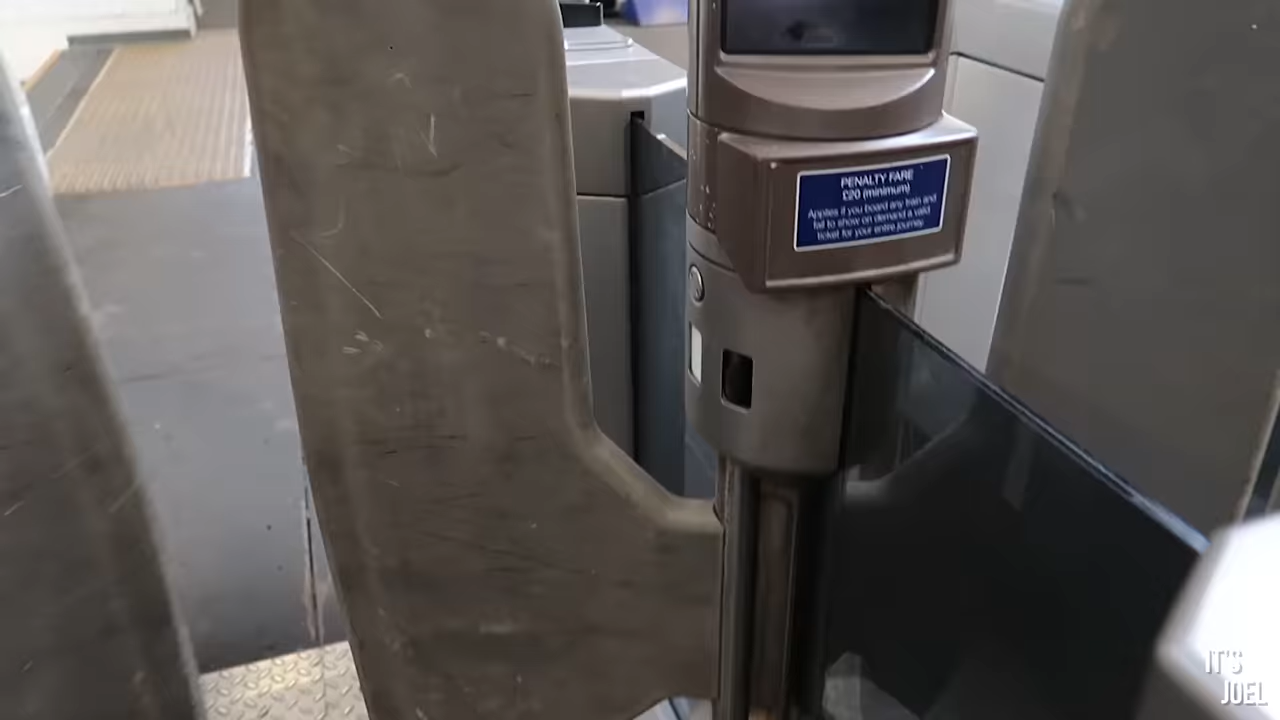 PENALTY FARE
£20 (minimum)
Applies if you board any train and
fail to show on demand a valid
ticket for your entire journey
IT'S
JOEL